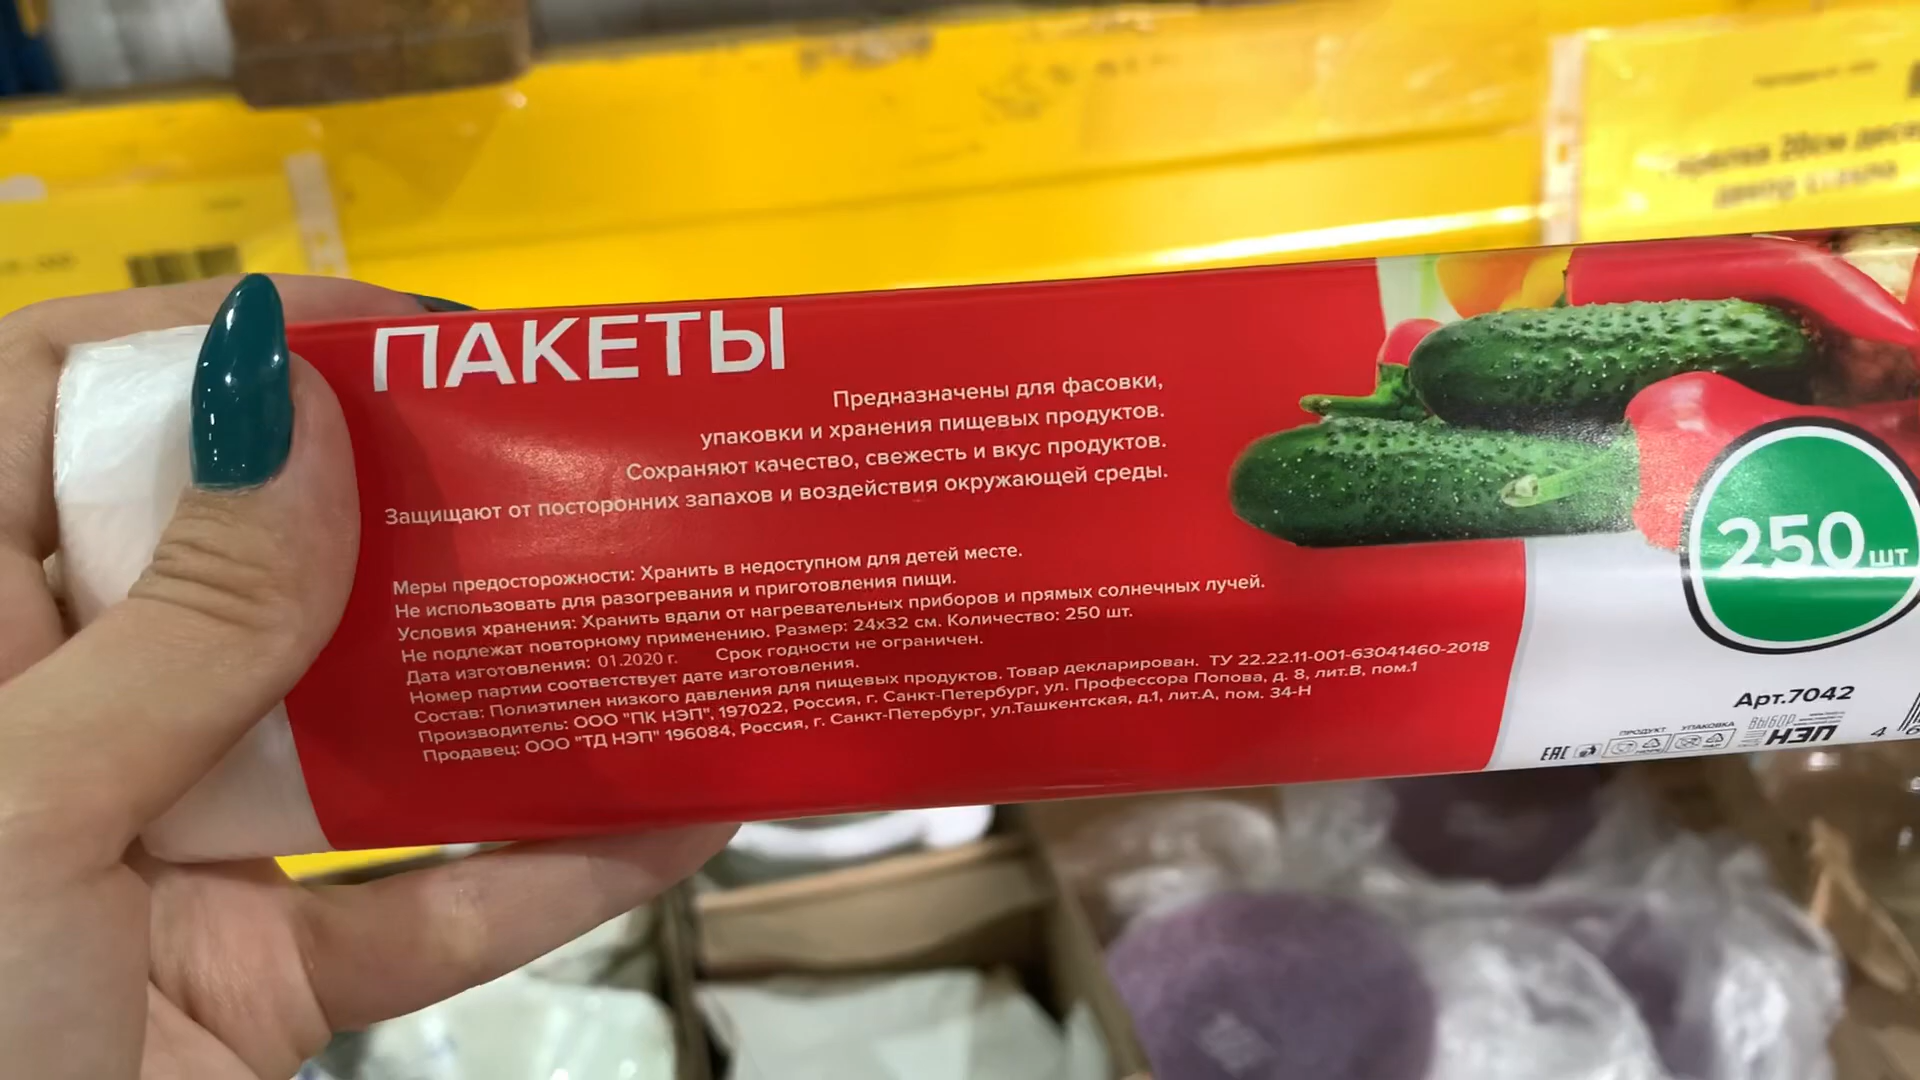 ПАКЕТЫ
Предназначены для фасовки,
упаковки и хранения пищевых продуктов.
Сохраняют качество, свежесть и вкус продуктов.
Защищают от посторонних запахов и воздействия окружающей среды.
Меры предосторожности: Хранить в недоступном для детей месте.
Не использовать для разогревания и приготовления пищи.
Условия хранения: Хранить вдали от нагревательных приборов и прямых солнечных лучей.
Не подлежат повторному применению. Размер: 24x32 см. Количество: 250 шт.
Дата изготовления: 01.2020 г. Срок годности не ограничен.
Номер партии соответствует дате изготовления.
Состав: Полиэтилен низкого давления для пищевых продуктов. Товар декларирован. ТУ 22.22.11-001-63041460-2018
Производитель: ООО "ПК НЭП", 197022, Россия, г. Санкт-Петербург, ул. Профессора Попова, д. 8, лит.В, пом.1
Продавец: ООО "ТД НЭП" 196084, Россия, г. Санкт-Петербург, ул.Ташкентская, д.1, лит.А, пом. 34-Н
250 шт
Арт.7042
ПРОДУКТ УПАКОВКА
ВЫБОР
НЭП
EAC
4 6
20см